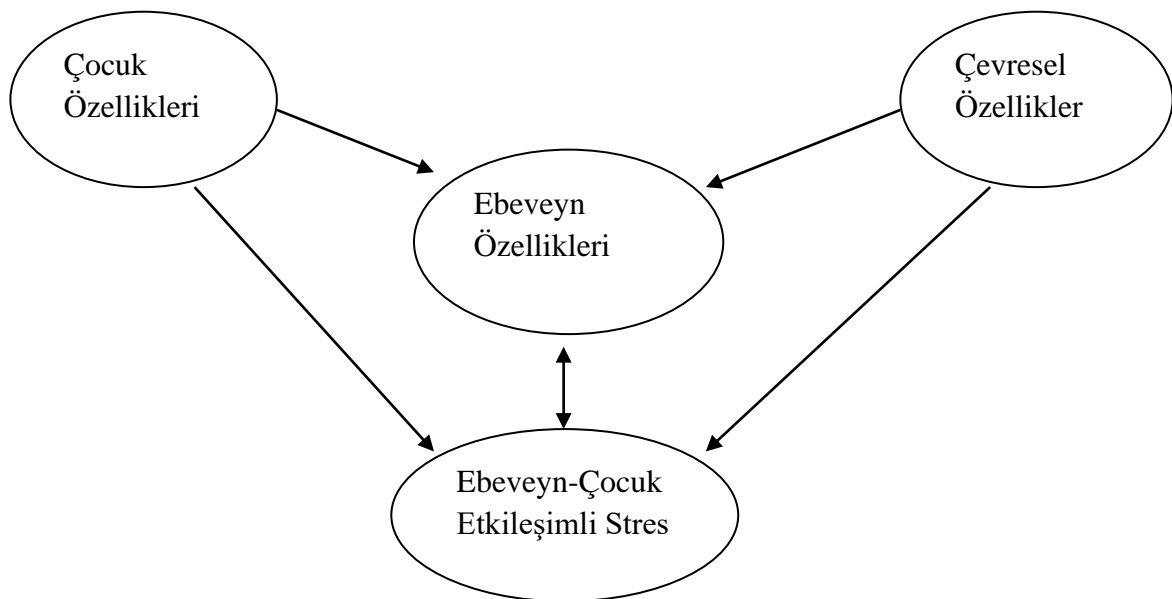 Çocuk
Özellikleri
Çevresel
Özellikler
Ebeveyn
Özellikleri
Ebeveyn-Çocuk
Etkileşimli Stres